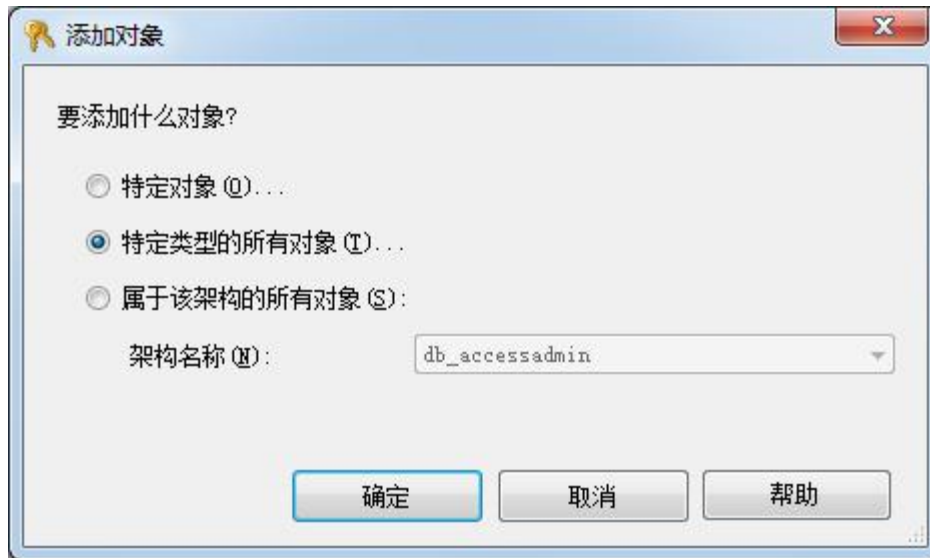 添加对象
要添加什么对象?
特定对象(O)...
特定类型的所有对象(T)...
属于该架构的所有对象(S):
架构名称(N): db_accessadmin
确定 取消 帮助